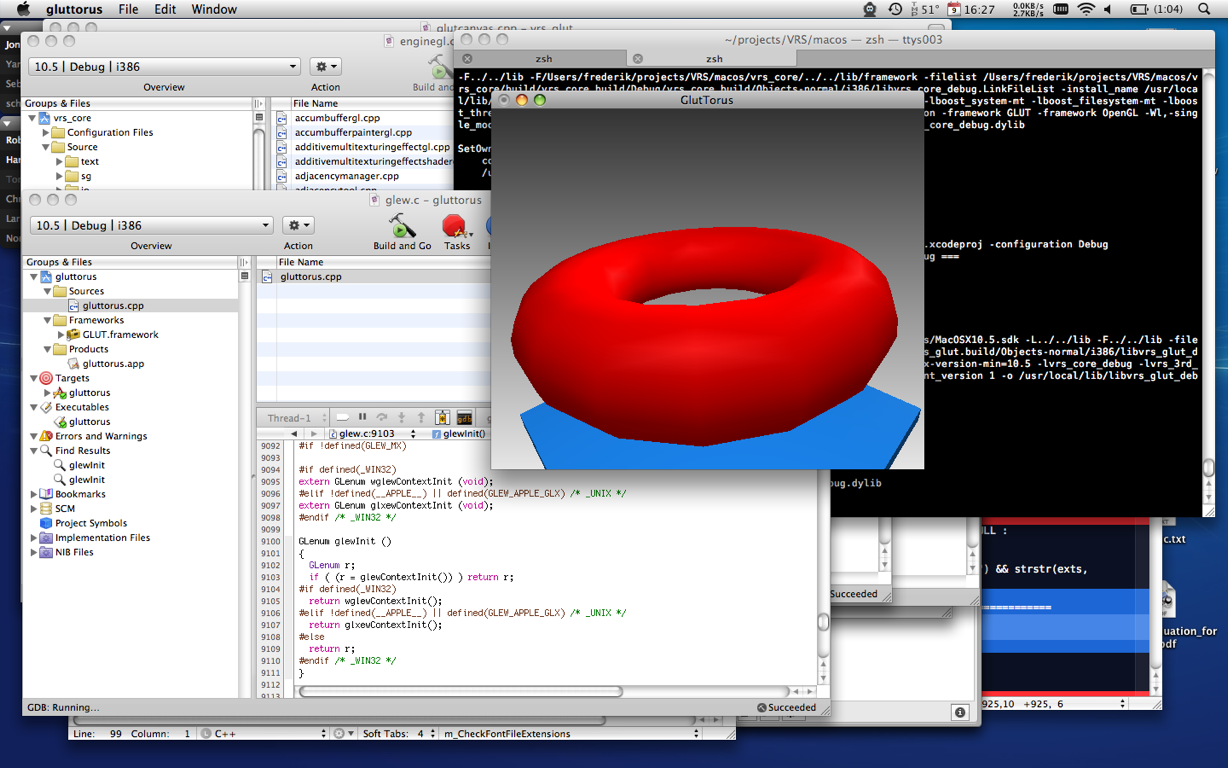 gluttorus File Edit Window
51° 9 16:27 0.0KB/s 2.7KB/s (1:04)
glutcanvas.cpp – vrs_glut
enginegl.c
~/projects/VRS/macos — zsh — ttys003
zsh
zsh
10.5 | Debug | i386
Overview
Action
Build an
Groups & Files
File Name
vrs_core
Configuration Files
Source
text
sg
accumbuffergl.cpp
accumbufferpaintergl.cpp
additivemultitexturingeffectgl.cpp
additivemultitexturingeffectshader
adjacencymanager.cpp
-F../../lib -F/Users/frederik/projects/VRS/macos/vrs_core/../../lib/framework -filelist /Users/frederik/projects/VRS/macos/v
rs_core/build/vrs_core.build/Debug/vrs_core.build/Objects-normal/i386/libvrs_core_debug.LinkFileList -install_name /usr/loca
l/lib/
-lboost_system-mt -lboost_filesystem-mt -lboos
t_thre
on -framework GLUT -framework OpenGL -Wl,-sing
le_mod
_core_debug.dylib
SetOwn
.xcodeproj -configuration Debug
ug ===
s/MacOSX10.5.sdk -L../../lib -F../../lib -file
s_glut.build/Objects-normal/i386/libvrs_glut_d
x-version-min=10.5 -lvrs_core_debug -lvrs_3rd_
nt_version 1 -o /usr/local/lib/libvrs_glut_deb
bug.dylib
GlutTorus
glew.c – gluttorus
10.5 | Debug | i386
Overview
Action
Build and Go
Tasks
Groups & Files
File Name
gluttorus.cpp
gluttorus
Sources
gluttorus.cpp
Frameworks
GLUT.framework
Products
gluttorus.app
Targets
gluttorus
Executables
gluttorus
Errors and Warnings
Find Results
glewInit
glewInit
Bookmarks
SCM
Project Symbols
Implementation Files
NIB Files
Thread-1
glew.c:9103 glewInit()
9092 #if !defined(GLEW_MX)
9093
9094 #if defined(_WIN32)
9095 extern GLenum wglewContextInit (void);
9096 #elif !defined(__APPLE__) || defined(GLEW_APPLE_GLX) /* _UNIX */
9097 extern GLenum glxewContextInit (void);
9098 #endif /* _WIN32 */
9099
9100 GLenum glewInit ()
9101 {
9102 GLenum r;
9103 if ( (r = glewContextInit()) ) return r;
9104 #if defined(_WIN32)
9105 return wglewContextInit();
9106 #elif !defined(__APPLE__) || defined(GLEW_APPLE_GLX) /* _UNIX */
9107 return glxewContextInit();
9108 #else
9109 return r;
9110 #endif /* _WIN32 */
9111 }
9112
9113
GDB: Running...
Succeeded
Succeeded
ULL :
") && strstr(exts,
=============
c.txt
uation_for
pdf
925,10 +925, 6
Line: 99 Column: 1 C++ Soft Tabs: 4 m_CheckFontFileExtensions